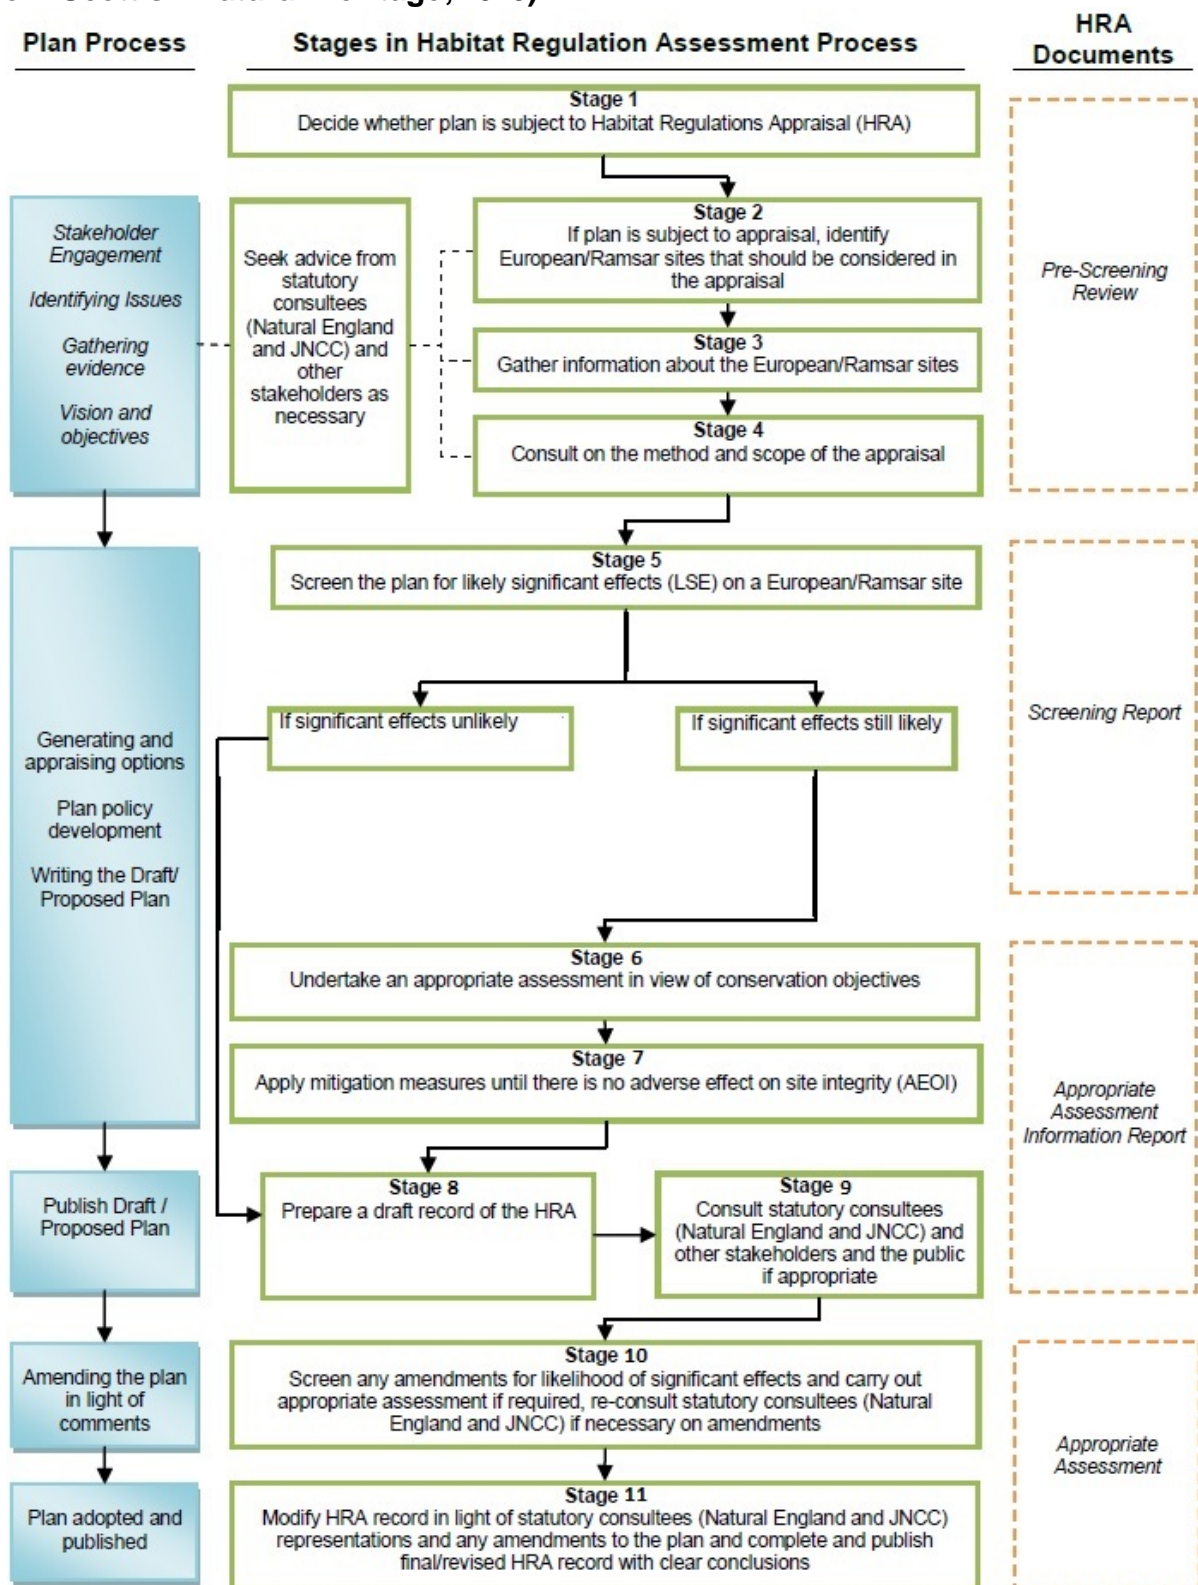 Plan Process
Stages in Habitat Regulation Assessment Process
HRA
Documents
Stage 1
Decide whether plan is subject to Habitat Regulations Appraisal (HRA)
Stakeholder
Engagement
Identifying Issues
Gathering
evidence
Vision and
objectives
Seek advice from
statutory
consultees
(Natural England
and JNCC) and
other
stakeholders as
necessary
Stage 2
If plan is subject to appraisal, identify
European/Ramsar sites that should be considered in
the appraisal
Stage 3
Gather information about the European/Ramsar sites
Stage 4
Consult on the method and scope of the appraisal
Pre-Screening
Review
Stage 5
Screen the plan for likely significant effects (LSE) on a European/Ramsar site
If significant effects unlikely
If significant effects still likely
Generating and
appraising options
Plan policy
development
Writing the Draft/
Proposed Plan
Screening Report
Stage 6
Undertake an appropriate assessment in view of conservation objectives
Stage 7
Apply mitigation measures until there is no adverse effect on site integrity (AEOI)
Appropriate
Assessment
Information Report
Publish Draft /
Proposed Plan
Stage 8
Prepare a draft record of the HRA
Stage 9
Consult statutory consultees
(Natural England and JNCC) and
other stakeholders and the public
if appropriate
Amending the plan
in light of
comments
Stage 10
Screen any amendments for likelihood of significant effects and carry out
appropriate assessment if required, re-consult statutory consultees (Natural
England and JNCC) if necessary on amendments
Appropriate
Assessment
Plan adopted and
published
Stage 11
Modify HRA record in light of statutory consultees (Natural England and JNCC)
representations and any amendments to the plan and complete and publish
final/revised HRA record with clear conclusions